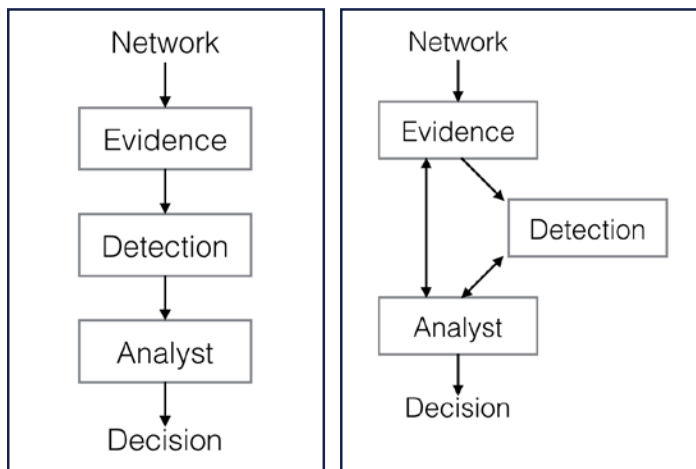 Network
Evidence
Detection
Analyst
Decision
Network
Evidence
Detection
Analyst
Decision